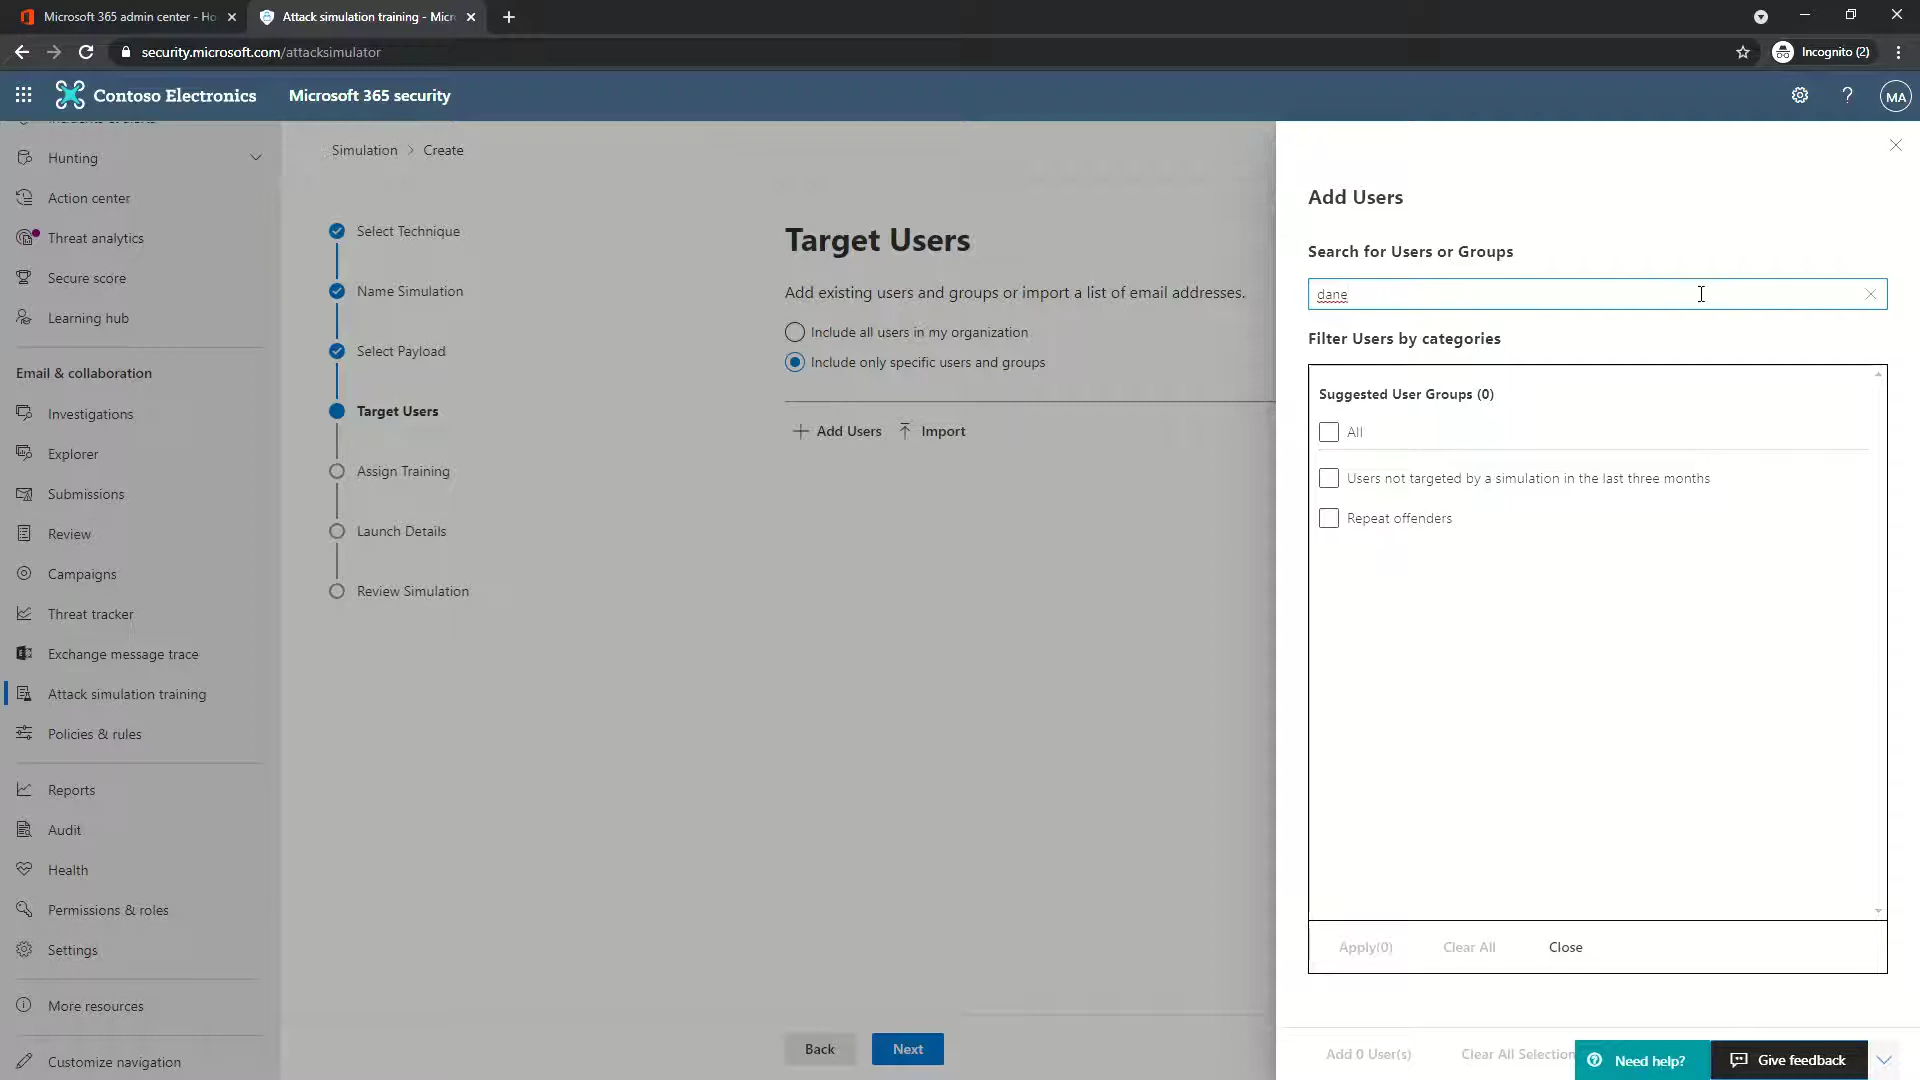 Microsoft 365 admin center - Ho
Attack simulation training - Micr
security.microsoft.com/attacksimulator
Incognito (2)
Contoso Electronics
Microsoft 365 security
MA
Incidents & alerts
Hunting
Action center
Threat analytics
Secure score
Learning hub
Email & collaboration
Investigations
Explorer
Submissions
Review
Campaigns
Threat tracker
Exchange message trace
Attack simulation training
Policies & rules
Reports
Audit
Health
Permissions & roles
Settings
More resources
Customize navigation
Simulation > Create
Select Technique
Name Simulation
Select Payload
Target Users
Assign Training
Launch Details
Review Simulation
Target Users
Add existing users and groups or import a list of email addresses.
Include all users in my organization
Include only specific users and groups
Add Users
Import
Back
Next
Add Users
Search for Users or Groups
dane
Filter Users by categories
Suggested User Groups (0)
All
Users not targeted by a simulation in the last three months
Repeat offenders
Apply(0)
Clear All
Close
Add 0 User(s)
Clear All Selection
Need help?
Give feedback